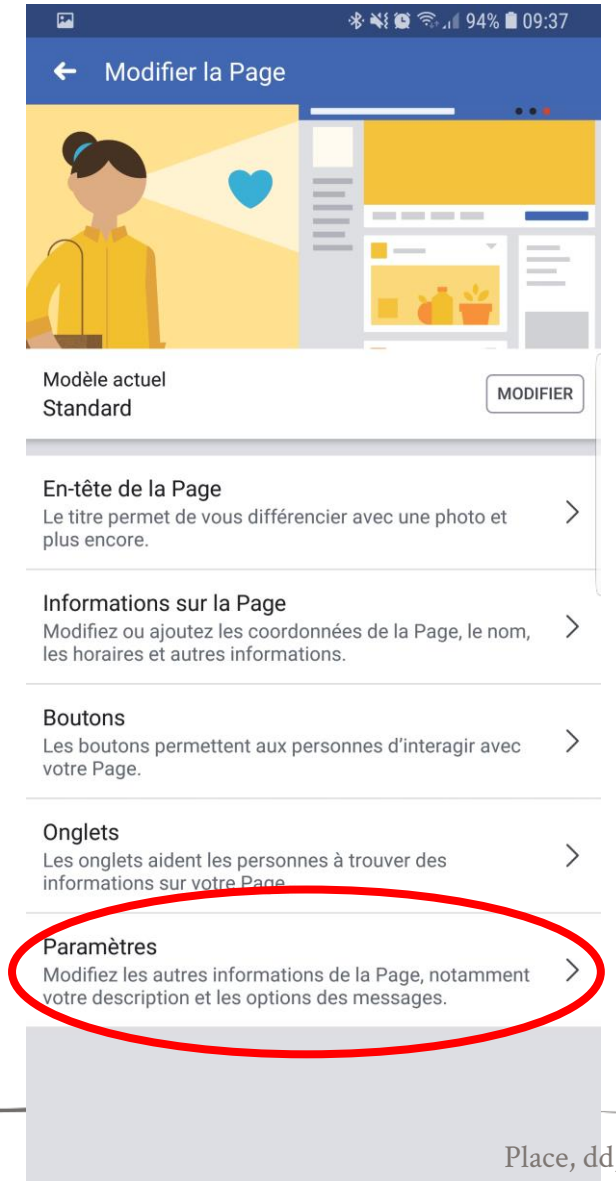 94% 09:37
Modifier la Page
Modèle actuel
Standard
MODIFIER
En-tête de la Page
Le titre permet de vous différencier avec une photo et
plus encore.
Informations sur la Page
Modifiez ou ajoutez les coordonnées de la Page, le nom,
les horaires et autres informations.
Boutons
Les boutons permettent aux personnes d'interagir avec
votre Page.
Onglets
Les onglets aident les personnes à trouver des
informations sur votre Page
Paramètres
Modifiez les autres informations de la Page, notamment
votre description et les options des messages.
Place, dd